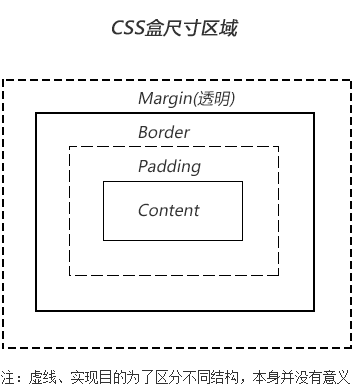 CSS盒尺寸区域
Margin(透明)
Border
Padding
Content
注：虚线、实现目的为了区分不同结构，本身并没有意义